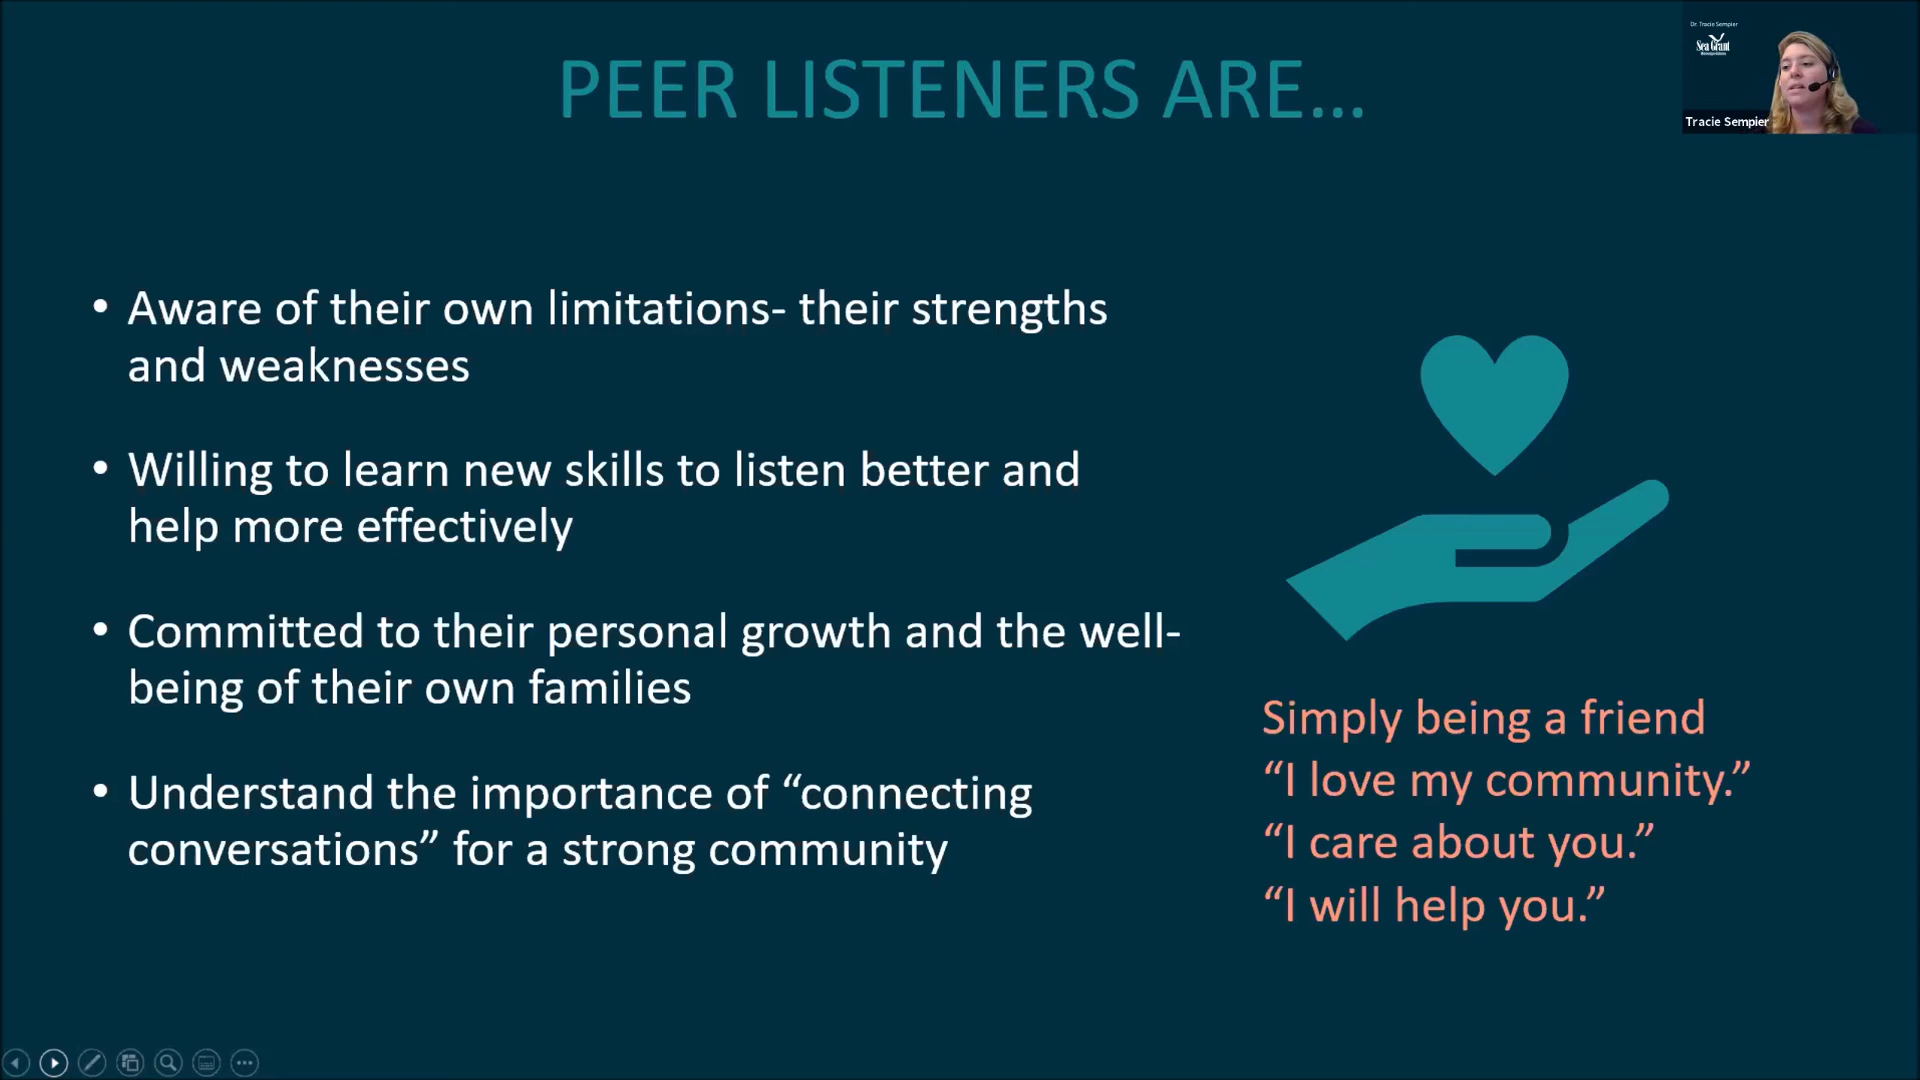 PEER LISTENERS ARE...
Dr. Tracie Sempier
Sea Grant
Tracie Sempier
• Aware of their own limitations- their strengths
and weaknesses
• Willing to learn new skills to listen better and
help more effectively
• Committed to their personal growth and the well-
being of their own families
• Understand the importance of “connecting
conversations” for a strong community
Simply being a friend
“I love my community.”
“I care about you.”
“I will help you.”